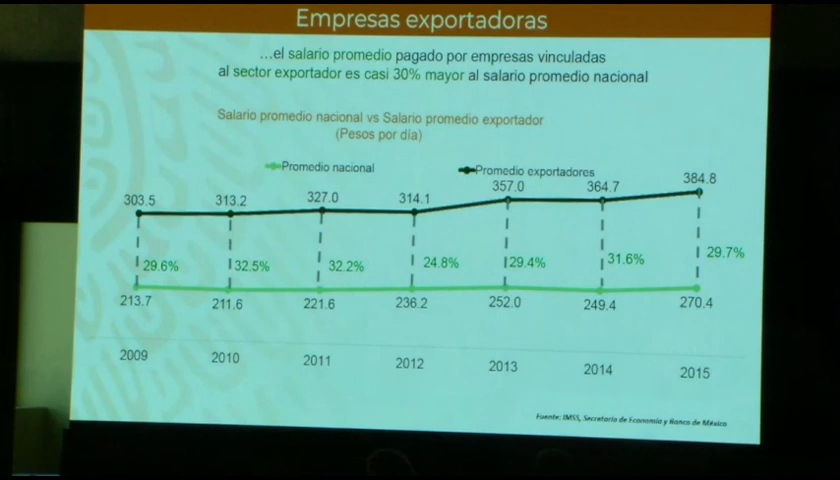 Empresas exportadoras
...el salario promedio pagado por empresas vinculadas
al sector exportador es casi 30% mayor al salario promedio nacional
Salario promedio nacional vs Salario promedio exportador
(Pesos por día)
Promedio nacional
Promedio exportadores
303.5 313.2 327.0 314.1 357.0 364.7 384.8
29.6% 32.5% 32.2% 24.8% 29.4% 31.6% 29.7%
213.7 211.6 221.6 236.2 252.0 249.4 270.4
2009 2010 2011 2012 2013 2014 2015
Fuente: IMSS, Secretaría de Economía y Banco de México